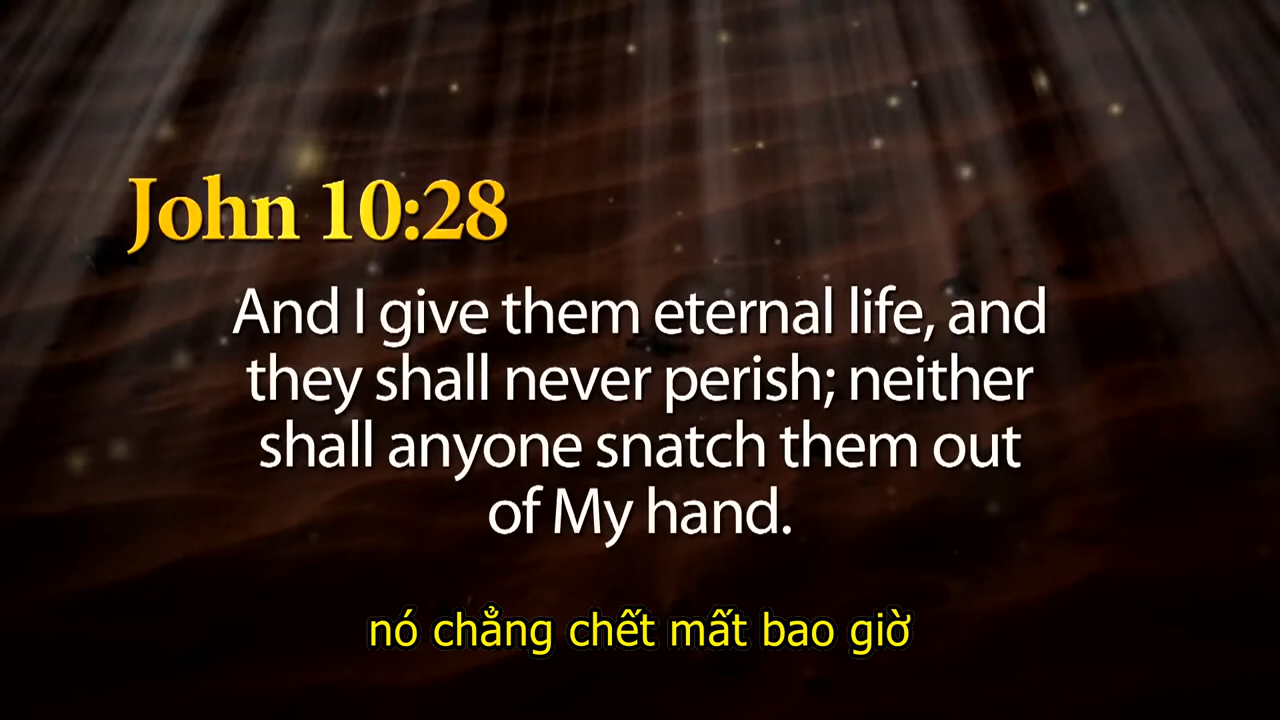 John 10:28
And I give them eternal life, and
they shall never perish; neither
shall anyone snatch them out
of My hand.
nó chẳng chết mất bao giờ